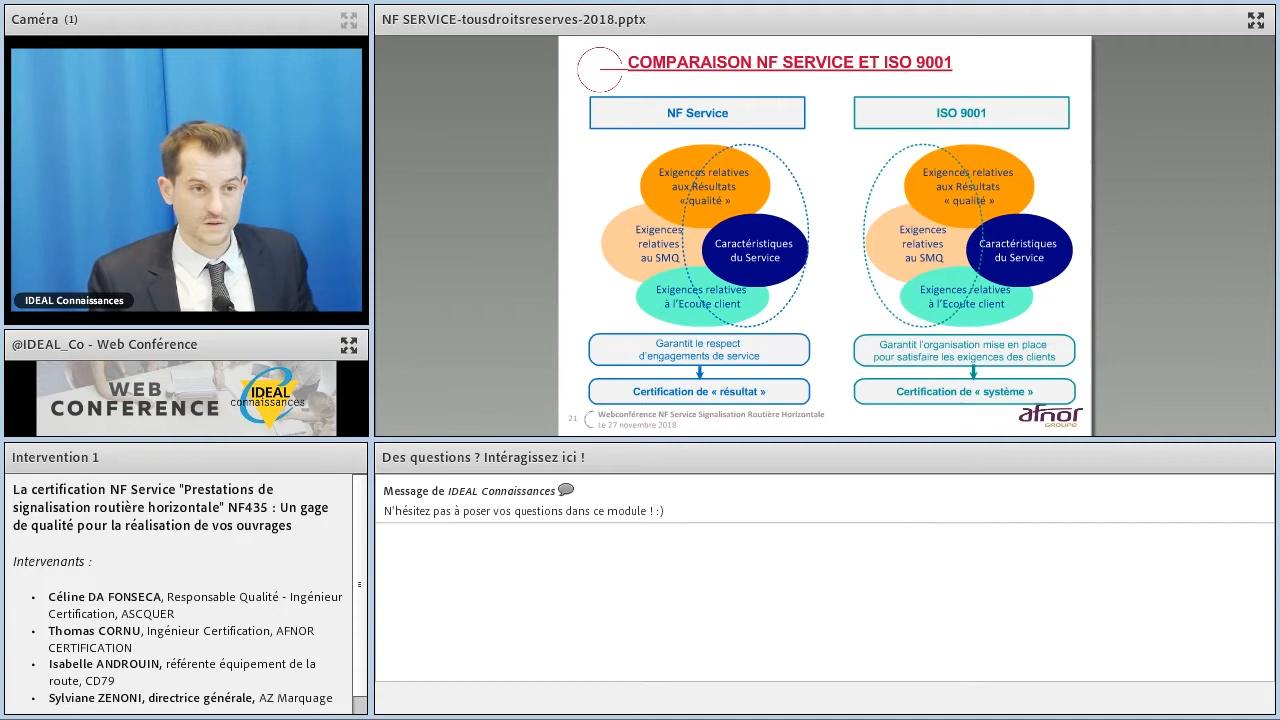 Caméra (1)
IDEAL Connaissances
@IDEAL_Co - Web Conférence
WEB
CONFERENCE
IDEAL
connaissances
Intervention 1
La certification NF Service "Prestations de
signalisation routière horizontale" NF435 : Un gage
de qualité pour la réalisation de vos ouvrages
Intervenants :
• Céline DA FONSECA, Responsable Qualité - Ingénieur
Certification, ASCQUER
• Thomas CORNU, Ingénieur Certification, AFNOR
CERTIFICATION
• Isabelle ANDROUIN, référente équipement de la
route, CD79
• Sylviane ZENONI, directrice générale, AZ Marquage
NF SERVICE-tousdroitsreserves-2018.pptx
COMPARAISON NF SERVICE ET ISO 9001
NF Service
Exigences relatives
aux Résultats
« qualité »
Exigences
relatives
au SMQ
Caractéristiques
du Service
Exigences relatives
à l'Ecoute client
Garantit le respect
d'engagements de service
Certification de « résultat »
ISO 9001
Exigences relatives
aux Résultats
« qualité »
Exigences
relatives
au SMQ
Caractéristiques
du Service
Exigences relatives
à l'Ecoute client
Garantit l'organisation mise en place
pour satisfaire les exigences des clients
Certification de « système »
21
Webconférence NF Service Signalisation Routière Horizontale
Le 27 novembre 2018
afnor
GROUPE
Des questions ? Intéragissez ici !
Message de IDEAL Connaissances
N'hésitez pas à poser vos questions dans ce module ! :)